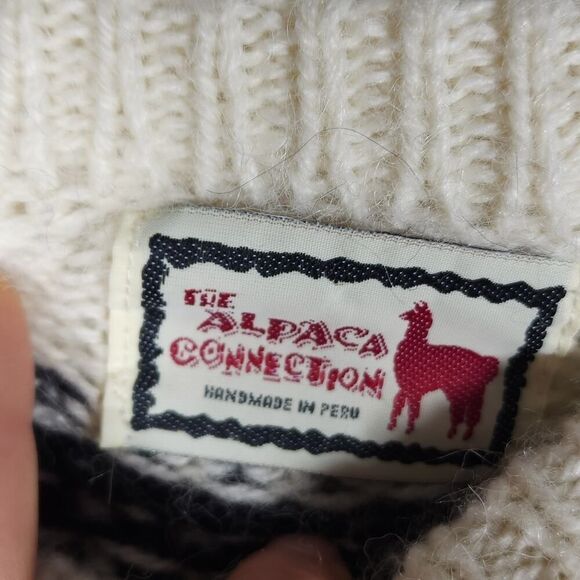 THE
ALPACA
CONNECTION
HANDMADE IN PERU